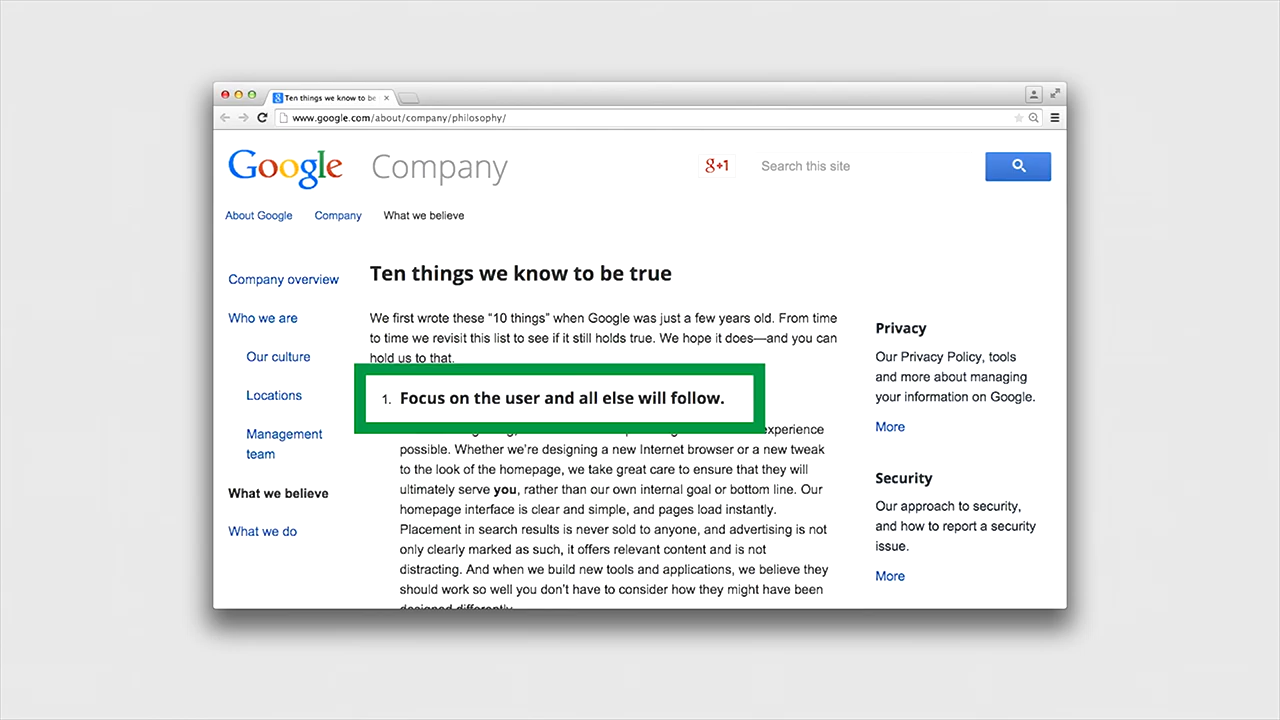 Ten things we know to be
www.google.com/about/company/philosophy/
Google Company
g+1
Search this site
About Google
Company
What we believe
Company overview
Who we are
Our culture
Locations
Management
team
What we believe
What we do
Ten things we know to be true
We first wrote these “10 things” when Google was just a few years old. From time
to time we revisit this list to see if it still holds true. We hope it does—and you can
hold us to that.
1. Focus on the user and all else will follow.
experience
possible. Whether we’re designing a new Internet browser or a new tweak
to the look of the homepage, we take great care to ensure that they will
ultimately serve you, rather than our own internal goal or bottom line. Our
homepage interface is clear and simple, and pages load instantly.
Placement in search results is never sold to anyone, and advertising is not
only clearly marked as such, it offers relevant content and is not
distracting. And when we build new tools and applications, we believe they
should work so well you don’t have to consider how they might have been
designed differently.
Privacy
Our Privacy Policy, tools
and more about managing
your information on Google.
More
Security
Our approach to security,
and how to report a security
issue.
More